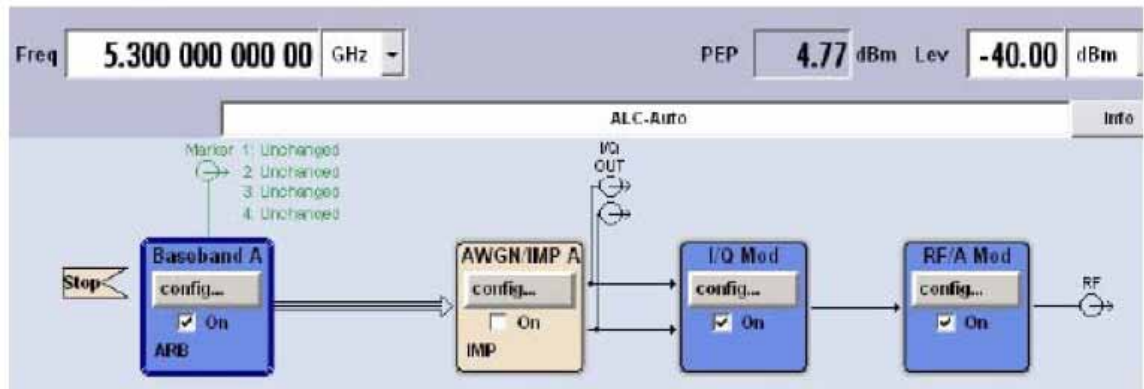 Freq 5.300 000 000 00 GHz PEP 4.77 dBm Lev -40.00 dBm
ALC-Auto Info
Marker 1: Unchanged
2: Unchanged
3: Unchanged
4: Unchanged
I/Q
OUT
Stop
Baseband A
config...
On
ARB
AWGN/IMP A
config...
On
IMP
I/Q Mod
config...
On
RF/A Mod
config...
On
RF